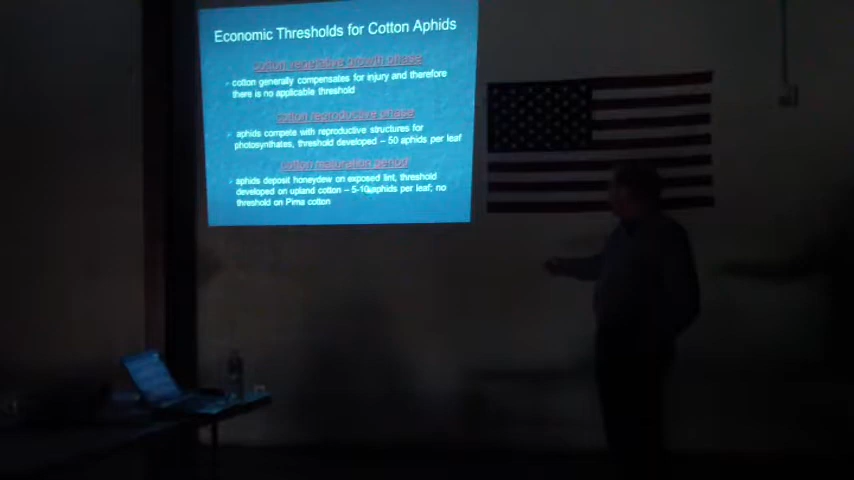 Economic Thresholds for Cotton Aphids
cotton vegetative growth phase
cotton generally compensates for injury and therefore
there is no applicable threshold
cotton reproductive phase
aphids compete with reproductive structures for
photosynthates, threshold developed – 50 aphids per leaf
cotton maturation period
aphids deposit honeydew on exposed lint, threshold
developed on upland cotton – 5-10 aphids per leaf; no
threshold on Pima cotton